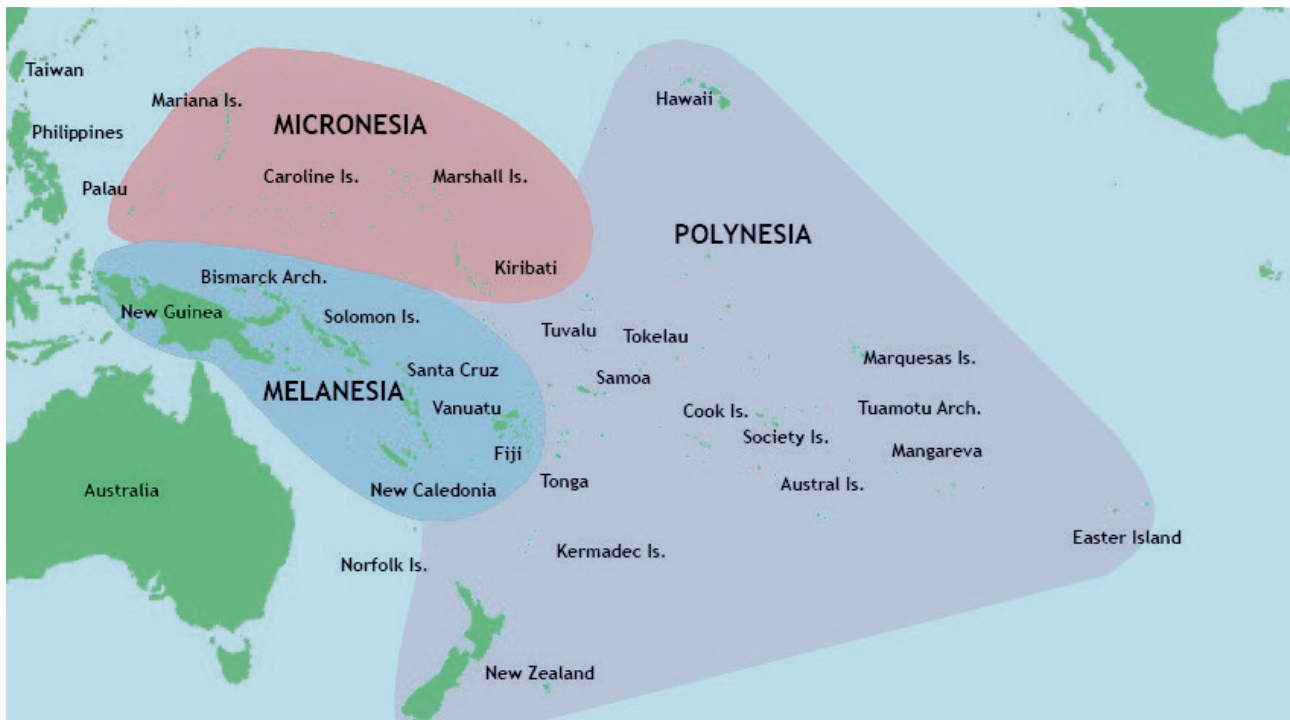 Taiwan
Mariana Is.
Hawaii
MICRONESIA
Philippines
Caroline Is.
Marshall Is.
Palau
POLYNESIA
Kiribati
Bismarck Arch.
New Guinea
Solomon Is.
Tuvalu
Tokelau
Marquesas Is.
Santa Cruz
Samoa
MELANESIA
Vanuatu
Cook Is.
Tuamotu Arch.
Society Is.
Fiji
Mangareva
Tonga
Austral Is.
Australia
New Caledonia
Easter Island
Kermadec Is.
Norfolk Is.
New Zealand